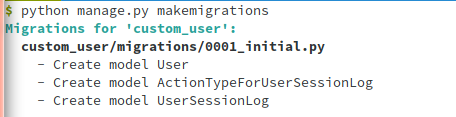 $ python manage.py makemigrations
Migrations for 'custom_user':
custom_user/migrations/0001_initial.py
- Create model User
- Create model ActionTypeForUserSessionLog
- Create model UserSessionLog